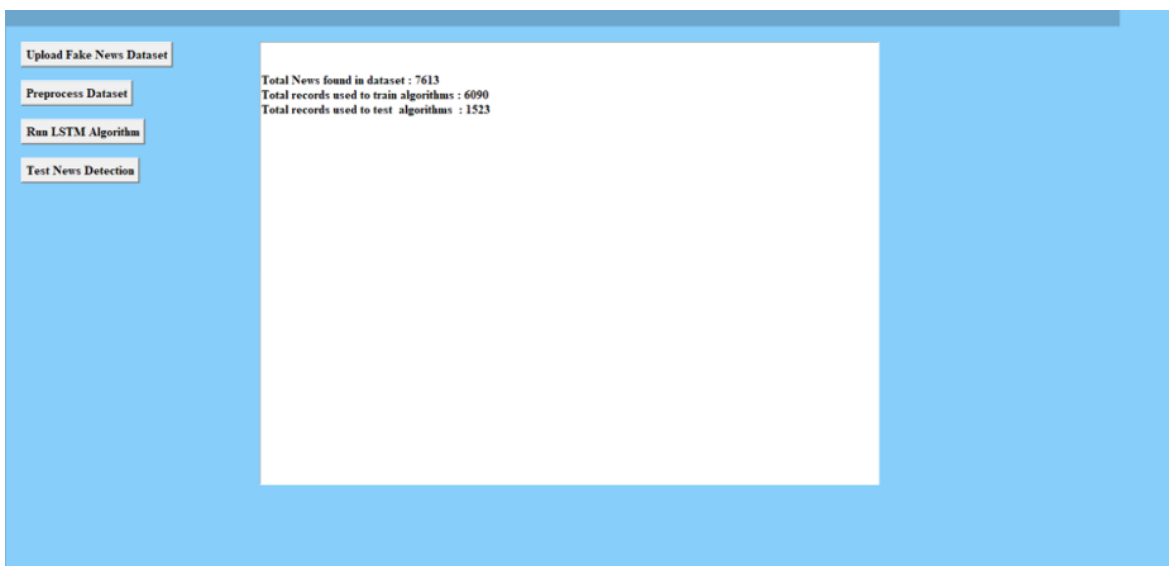 Upload Fake News Dataset
Preprocess Dataset
Run LSTM Algorithm
Test News Detection
Total News found in dataset : 7613
Total records used to train algorithms : 6090
Total records used to test  algorithms  : 1523